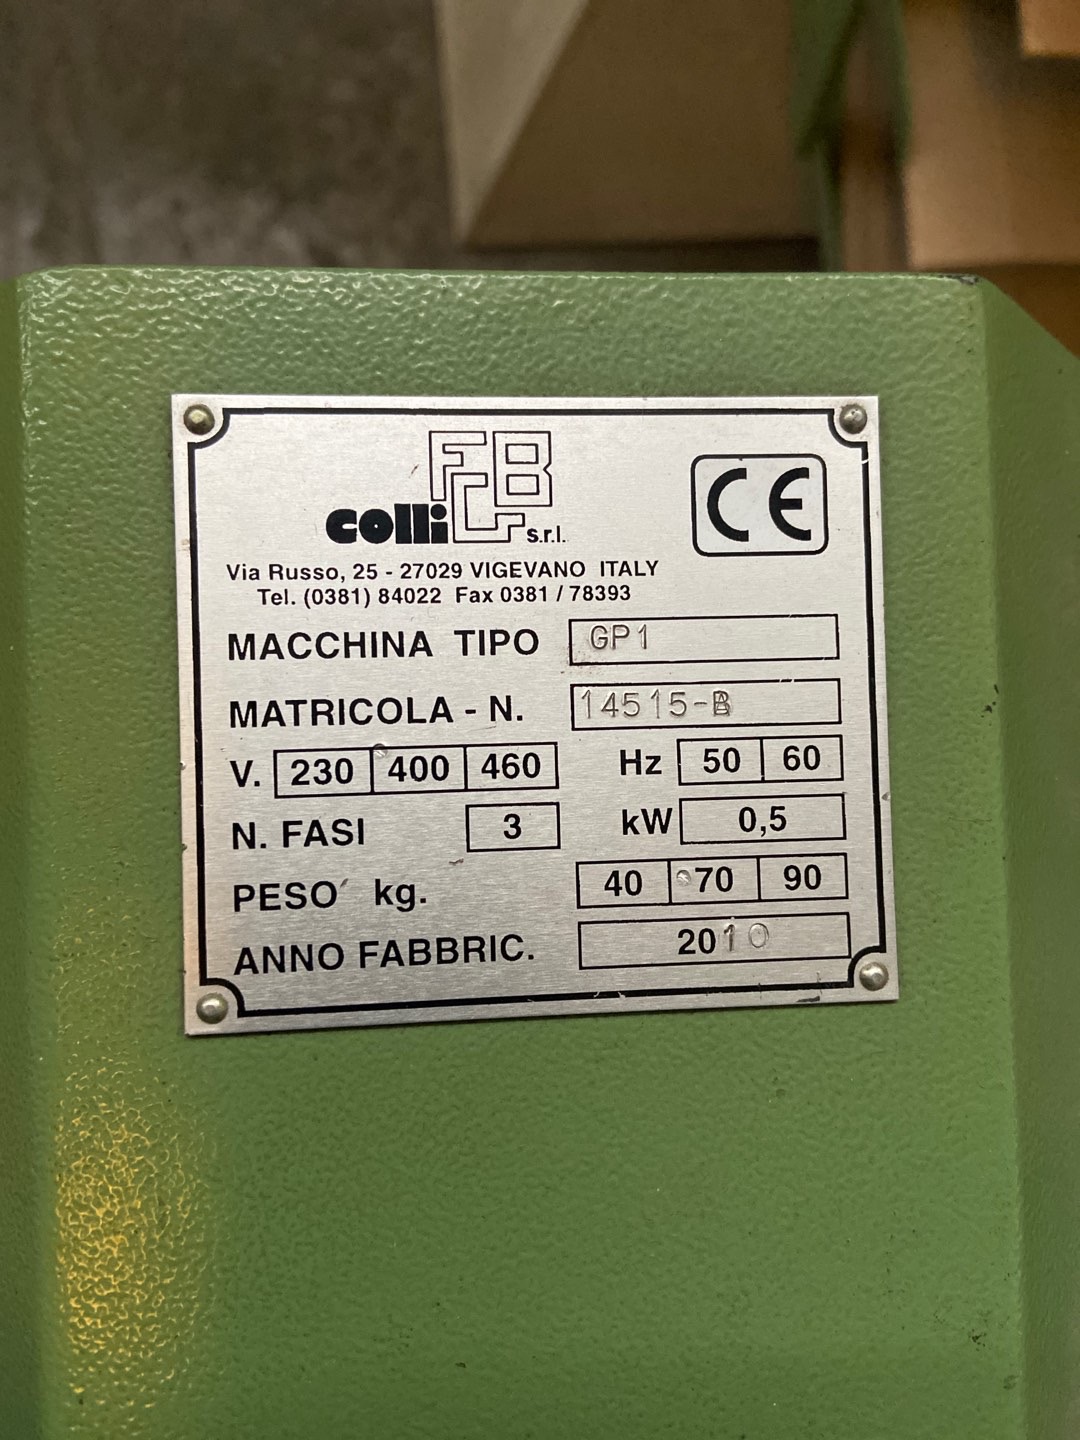 FGB
colli s.r.l.
CE
Via Russo, 25 - 27029 VIGEVANO ITALY
Tel. (0381) 84022 Fax 0381 / 78393
MACCHINA TIPO GP1
MATRICOLA - N. 14515-
V. 230 400 460 Hz 50 60
N. FASI 3 kW 0,5
PESO kg. 40 70 90
ANNO FABBRIC. 2010